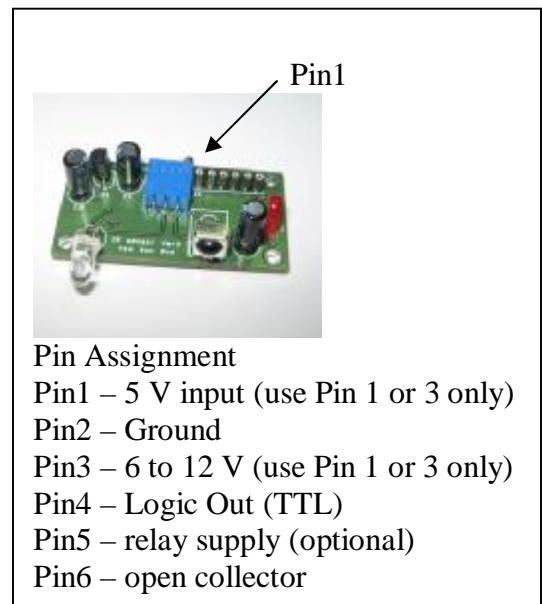 Pin1
Pin Assignment
Pin1 – 5 V input (use Pin 1 or 3 only)
Pin2 – Ground
Pin3 – 6 to 12 V (use Pin 1 or 3 only)
Pin4 – Logic Out (TTL)
Pin5 – relay supply (optional)
Pin6 – open collector